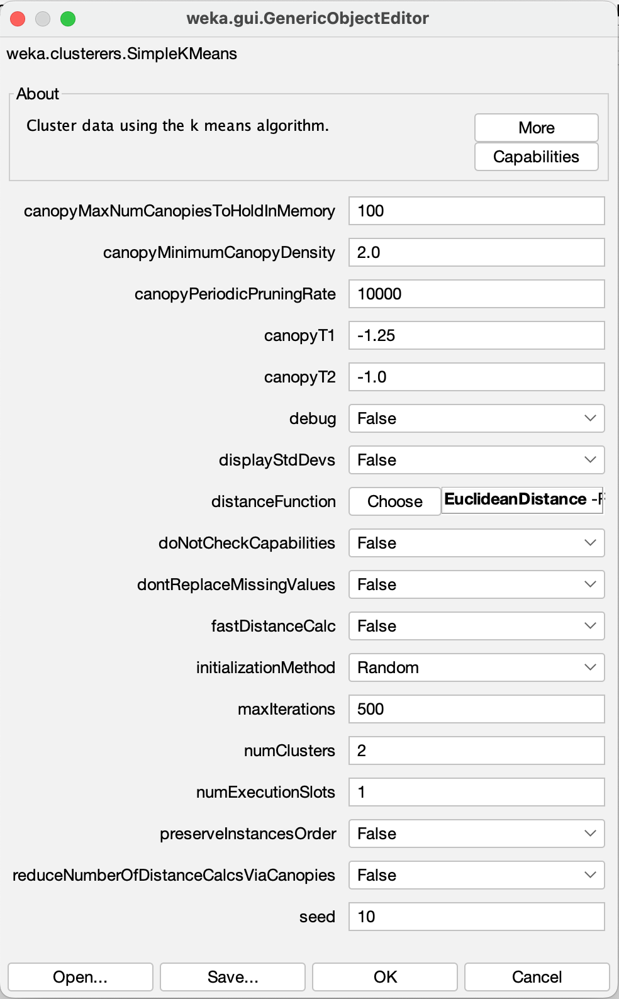 weka.gui.GenericObjectEditor
weka.clusterers.SimpleKMeans
About
Cluster data using the k means algorithm.
More
Capabilities
canopyMaxNumCanopiesToHoldInMemory 100
canopyMinimumCanopyDensity 2.0
canopyPeriodicPruningRate 10000
canopyT1 -1.25
canopyT2 -1.0
debug False
displayStdDevs False
distanceFunction Choose EuclideanDistance
doNotCheckCapabilities False
dontReplaceMissingValues False
fastDistanceCalc False
initializationMethod Random
maxIterations 500
numClusters 2
numExecutionSlots 1
preserveInstancesOrder False
reduceNumberOfDistanceCalcsViaCanopies False
seed 10
Open... Save... OK Cancel